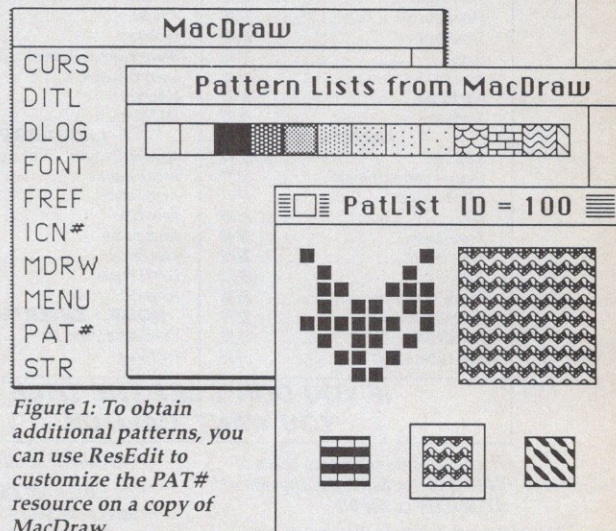 MacDraw
CURS
DITL
DLOG
FONT
FREF
ICN#
MDRW
MENU
PAT#
STR
Pattern Lists from MacDraw
PatList ID = 100
Figure 1: To obtain
additional patterns, you
can use ResEdit to
customize the PAT#
resource on a copy of
MacDraw